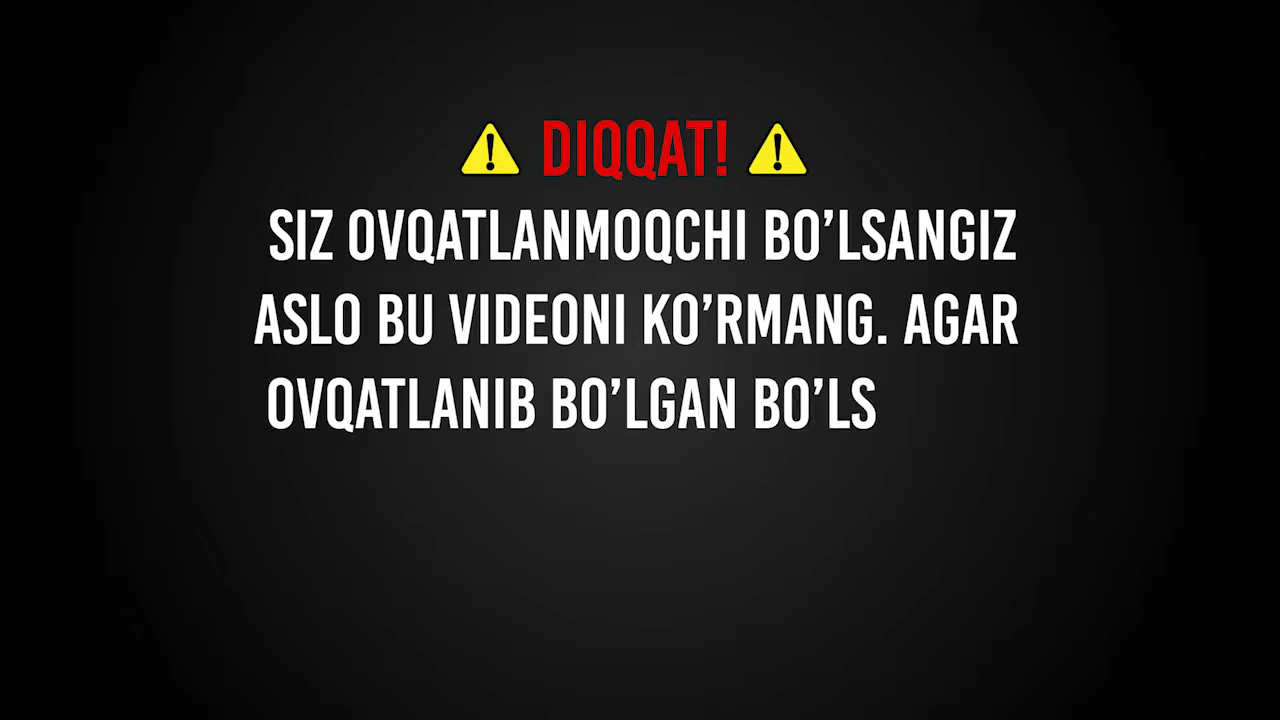 ⚠ DIQQAT! ⚠
SIZ OVQATLANMOQCHI BO’LSANGIZ
ASLO BU VIDEONI KO’RMANG. AGAR
OVQATLANIB BO’LGAN BO’LS